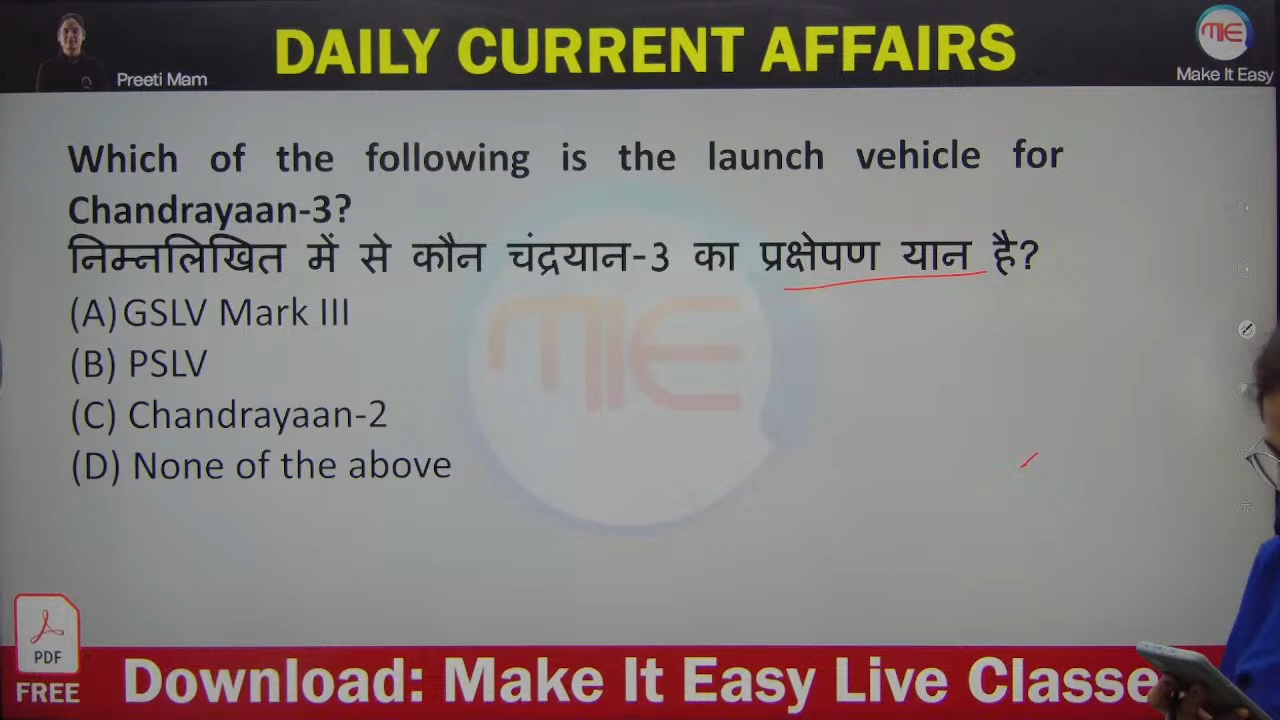 DAILY CURRENT AFFAIRS
Preeti Mam
MIE
Make It Easy
Which of the following is the launch vehicle for
Chandrayaan-3?
निम्नलिखित में से कौन चंद्रयान-3 का प्रक्षेपण यान है?
(A) GSLV Mark III
(B) PSLV
(C) Chandrayaan-2
(D) None of the above
MIE
PDF
FREE
Download: Make It Easy Live Classe